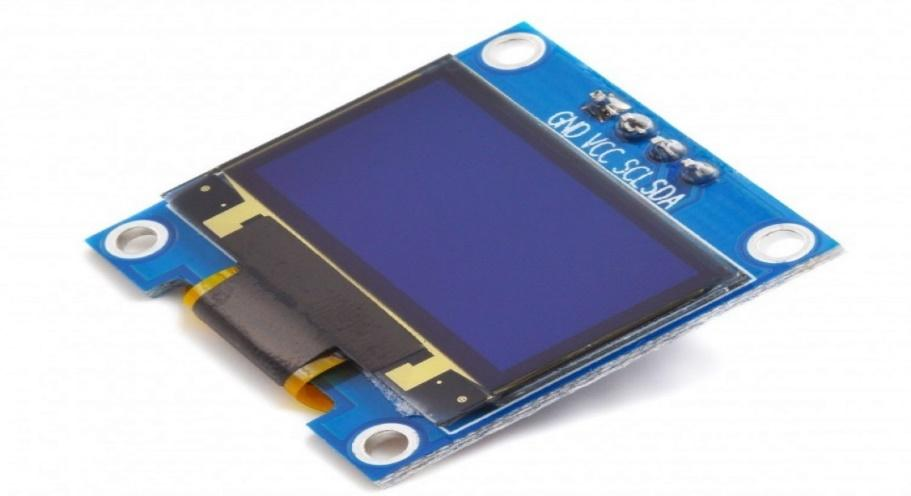 GND VCC SCL SDA